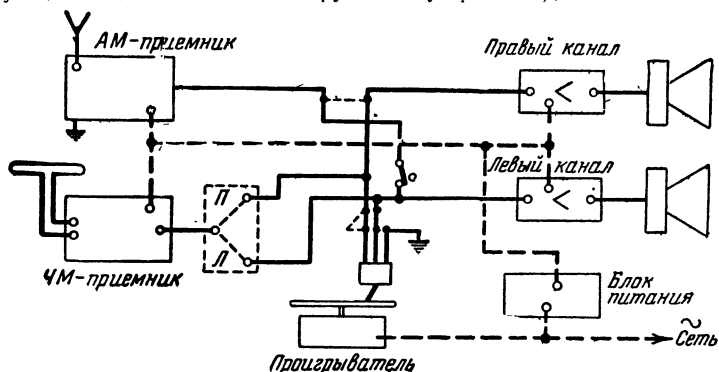 АМ-приемник
Правый канал
<
Левый канал
<
П
Л
ЧМ-приемник
Блок
питания
~
Сеть
Проигрыватель